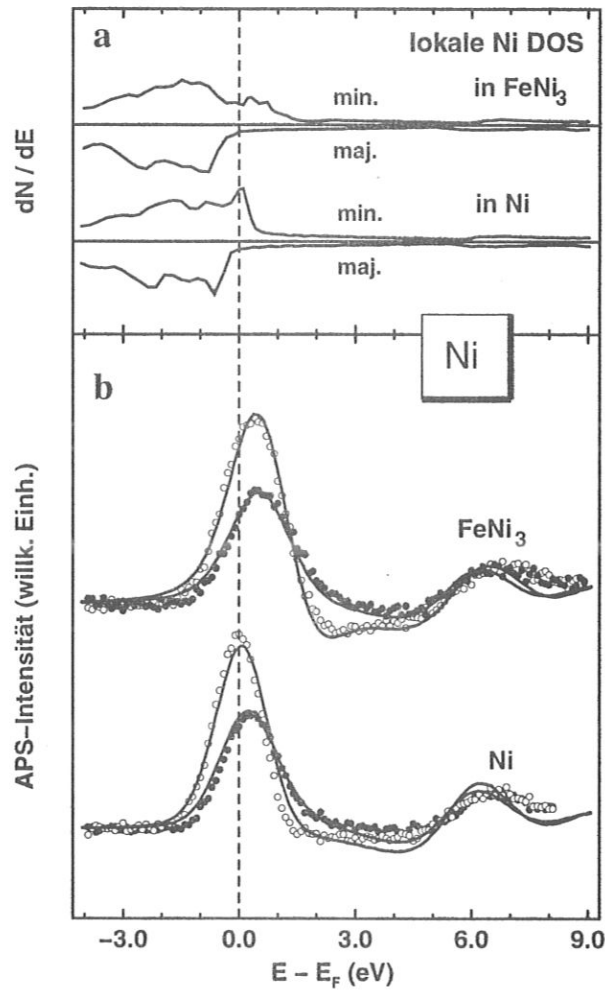 a
lokale Ni DOS
min.
in FeNi₃
maj.
dN / dE
min.
in Ni
maj.
Ni
b
APS–Intensität (willk. Einh.)
FeNi₃
Ni
−3.0 0.0 3.0 6.0 9.0
E − E_F (eV)